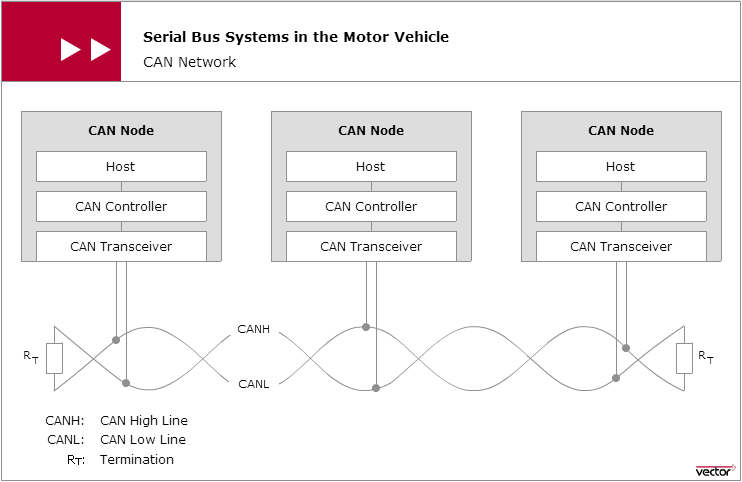 Serial Bus Systems in the Motor Vehicle
CAN Network
CAN Node
Host
CAN Controller
CAN Transceiver
CAN Node
Host
CAN Controller
CAN Transceiver
CAN Node
Host
CAN Controller
CAN Transceiver
CANH
RT
RT
CANL
CANH: CAN High Line
CANL: CAN Low Line
RT: Termination
vector